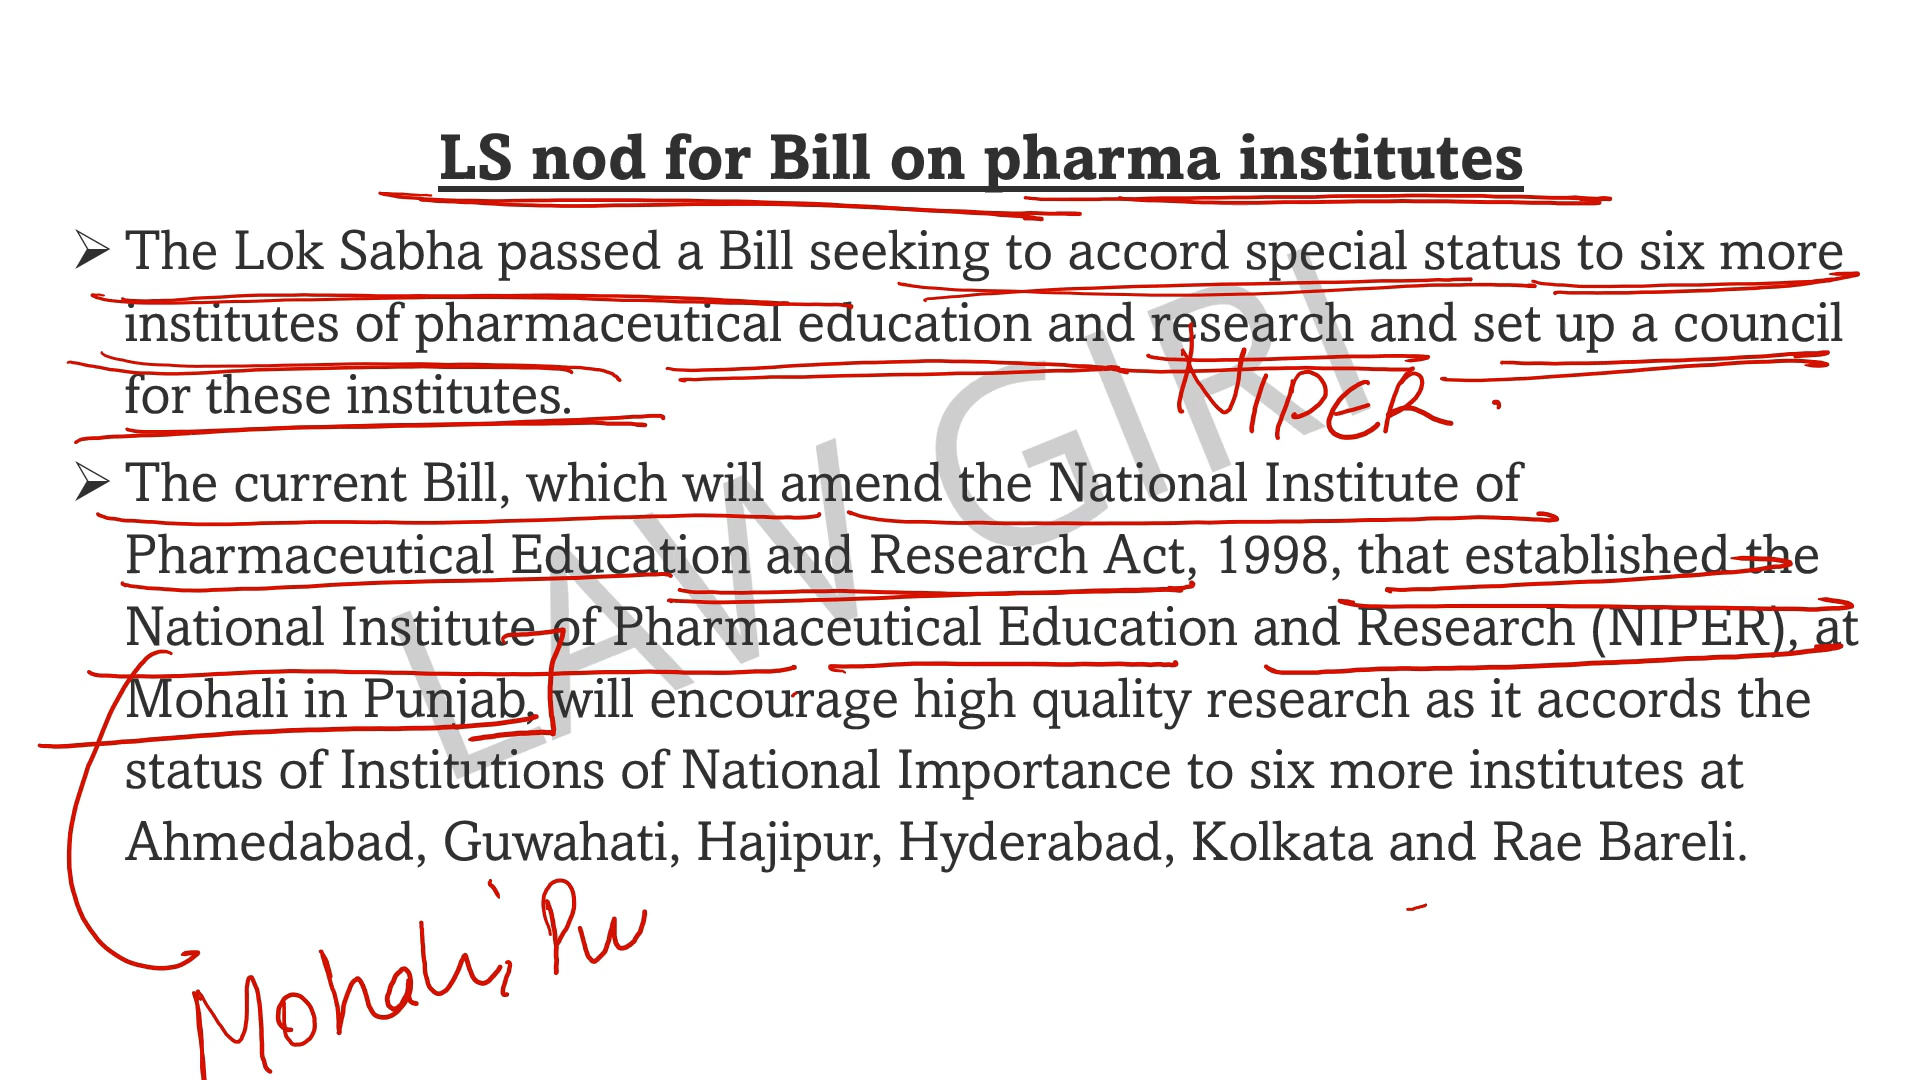 LS nod for Bill on pharma institutes
The Lok Sabha passed a Bill seeking to accord special status to six more
institutes of pharmaceutical education and research and set up a council
for these institutes.
NIPER
The current Bill, which will amend the National Institute of
Pharmaceutical Education and Research Act, 1998, that established the
National Institute of Pharmaceutical Education and Research (NIPER), at
Mohali in Punjab, will encourage high quality research as it accords the
status of Institutions of National Importance to six more institutes at
Ahmedabad, Guwahati, Hajipur, Hyderabad, Kolkata and Rae Bareli.
Mohali, Pu
LAW GIRI